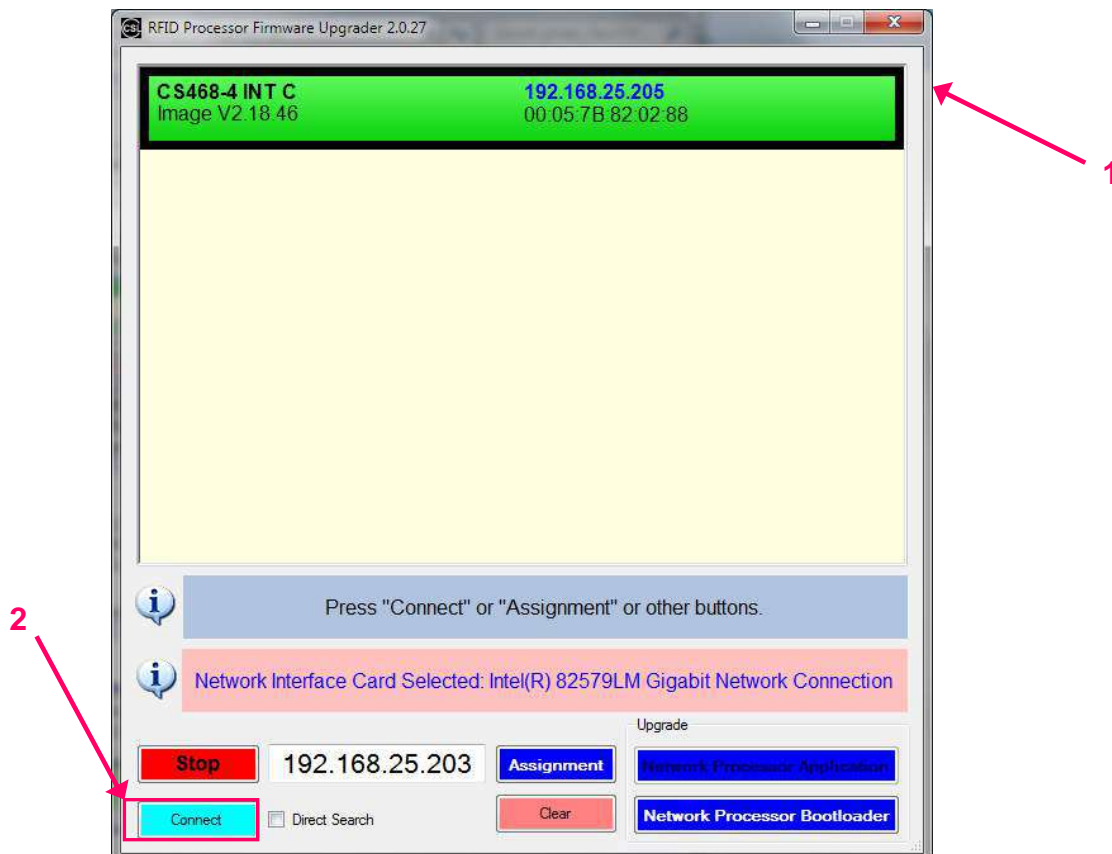 RFID Processor Firmware Upgrader 2.0.27
CS468-4 INT C 192.168.25.205
Image V2.18.46 00:05:7B:82:02:88
1
Press "Connect" or "Assignment" or other buttons.
2
Network Interface Card Selected: Intel(R) 82579LM Gigabit Network Connection
Upgrade
Stop 192.168.25.203 Assignment Network Processor Application
Connect Direct Search Clear Network Processor Bootloader